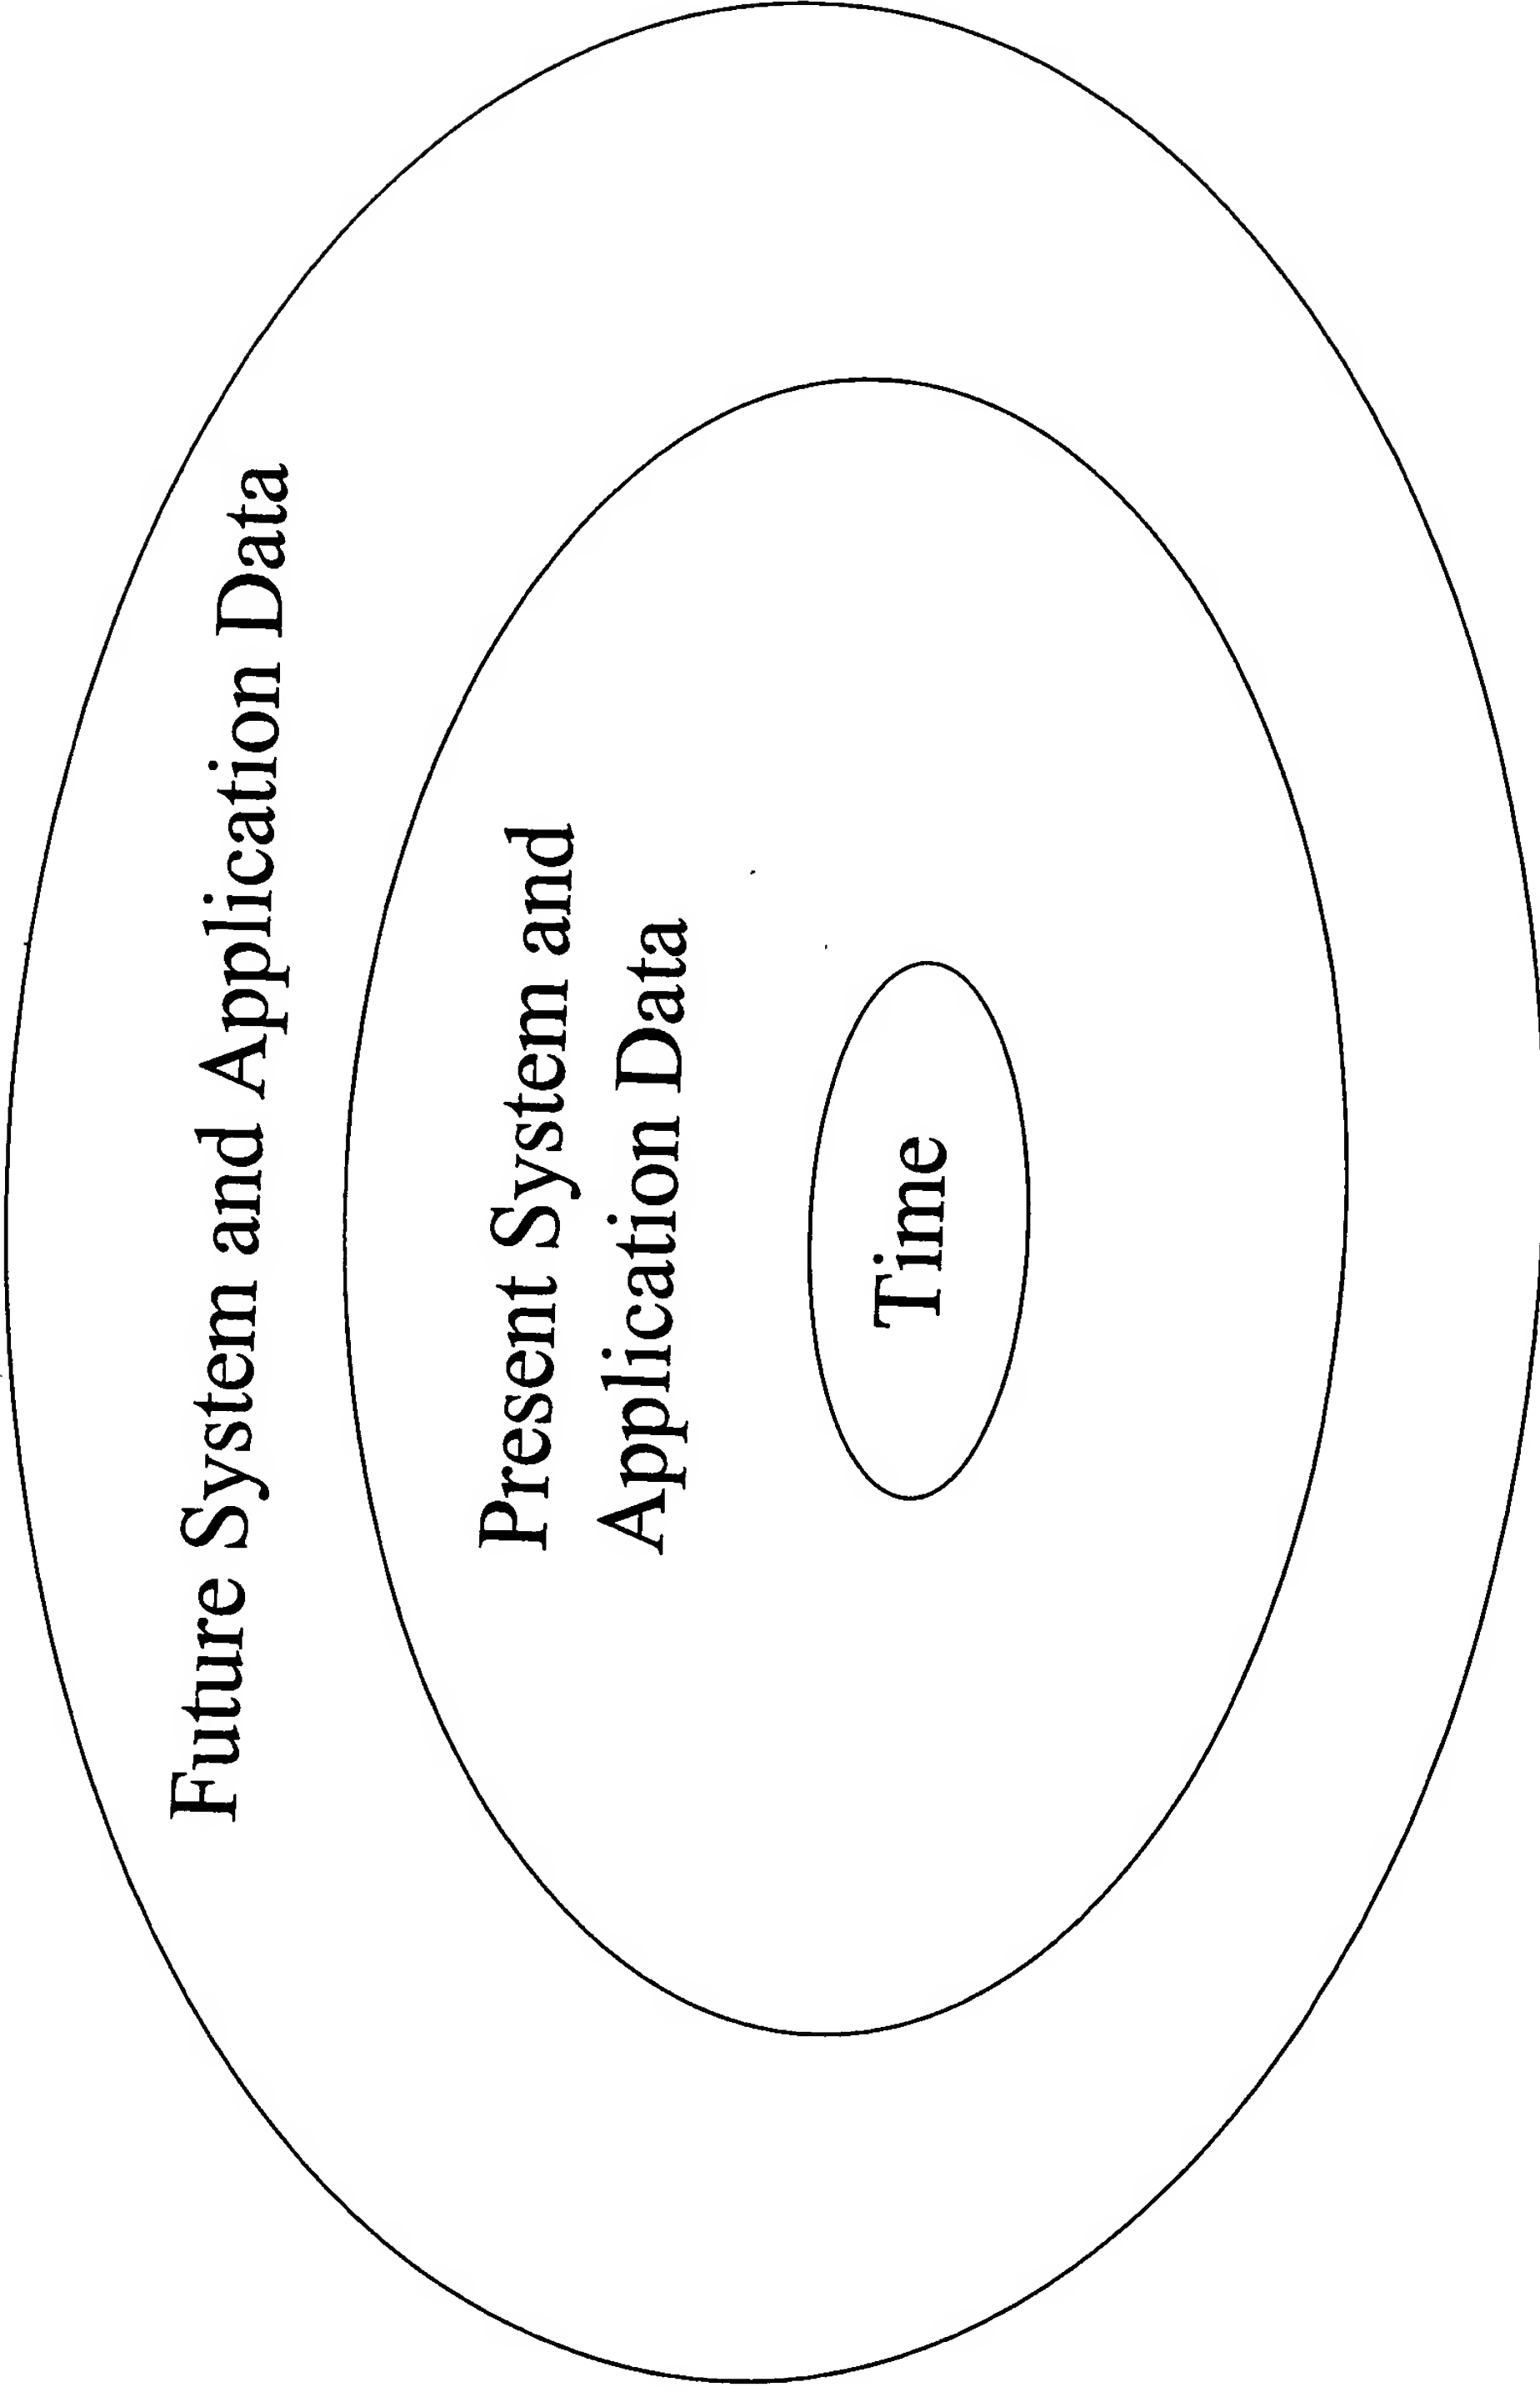 Future System and Application Data
Present System and
Application Data
Time